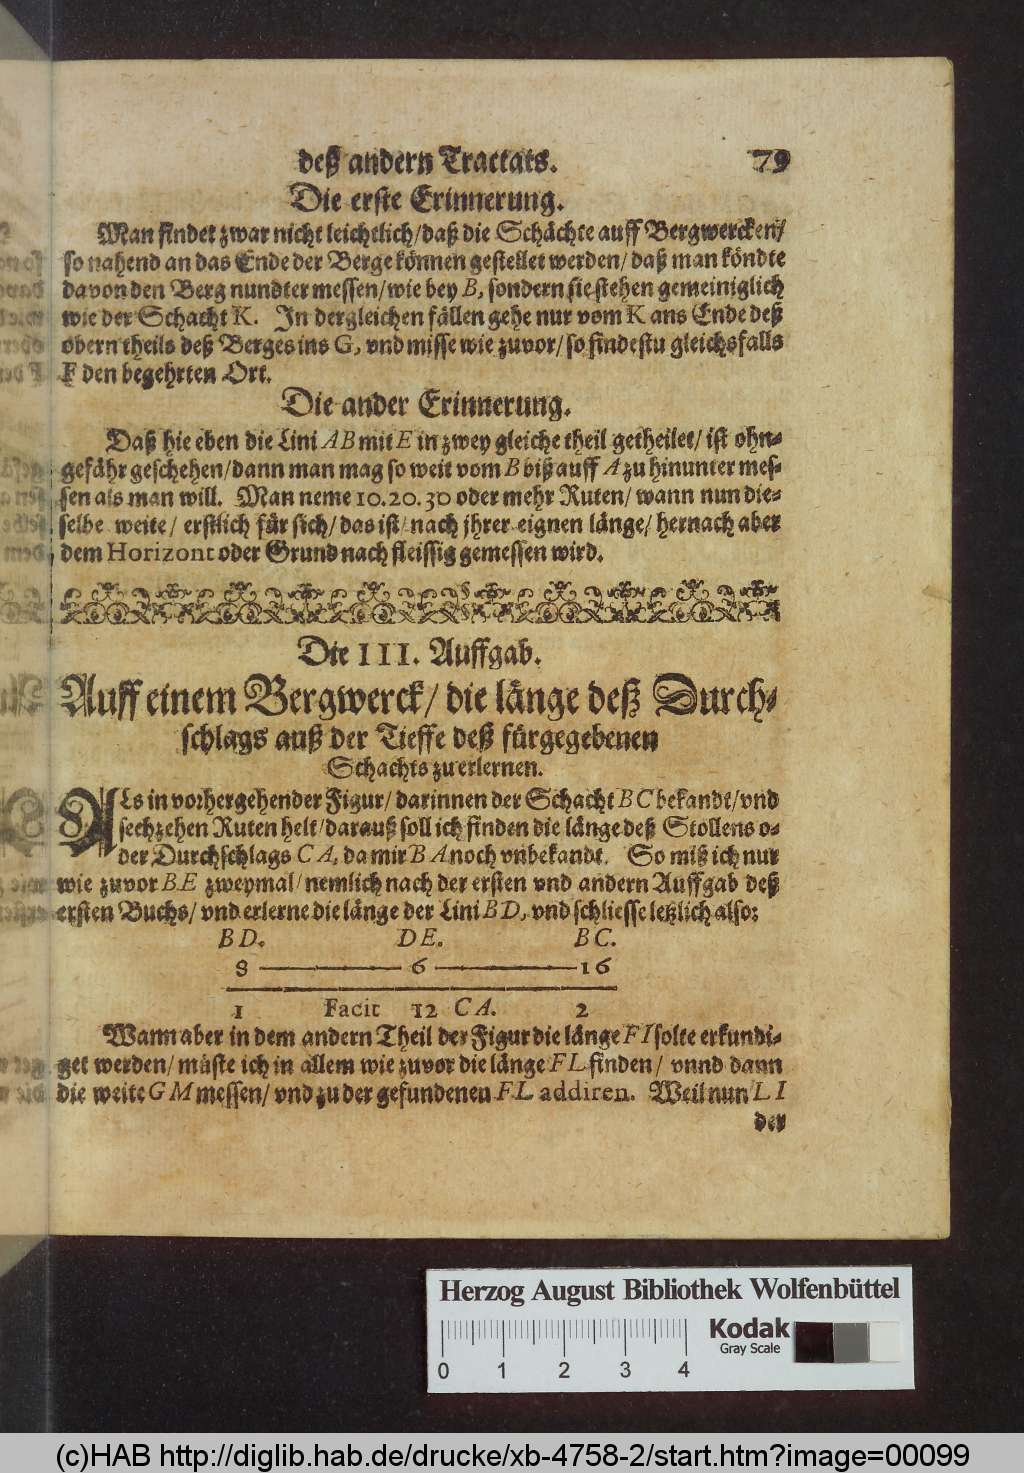 deß andern Tractats. 79
Die erste Erinnerung.
Man findet zwar nicht leichtlich/daß die Schächte auff Bergwercken/
so nahend an das Ende der Berge können gestellet werden/ daß man köndte
davon den Berg nundter messen/wie bey B, sondern sie stehen gemeiniglich
wie der Schacht K. In dergleichen fällen gehe nur vom K ans Ende deß
obern theils deß Berges ins G, vnd misse wie zuvor/ so findestu gleichsfalls
F den begehrten Ort.
Die ander Erinnerung.
Daß hie eben die Lini AB mit E in zwey gleiche theil getheilet/ ist ohn-
gefähr geschehen/dann man mag so weit vom B biß auff A zu hinunter mes-
sen als man will. Man neme 10. 20. 30 oder mehr Ruten/ wann nun die-
selbe weite/ erstlich für sich/das ist/ nach jhrer eignen länge/ hernach aber
dem Horizont oder Grund nach fleissig gemessen wird.
Die III. Auffgab.
Auff einem Bergwerck/ die länge deß Durch-
schlags auß der Tieffe deß fürgegebenen
Schachts zu erlernen.
ALs in vorhergehender Figur/ darinnen der Schacht BC bekandt/vnd
sechzehen Ruten helt/darauß soll ich finden die länge deß Stollens o-
der Durchschlags CA, da mir BA noch vnbekandt. So miß ich nur
wie zuvor BE zweymal/ nemlich nach der ersten vnd andern Auffgab deß
ersten Buchs/ vnd erlerne die länge der Lini BD, vnd schliesse letzlich also:
BD. DE. BC.
8 — 6 — 16
1 Facit 12 CA. 2
Wann aber in dem andern Theil der Figur die länge FI solte erkundi-
get werden/ müste ich in allem wie zuvor die länge FL finden/ vnnd dann
die weite GM messen/ vnd zu der gefundenen FL addiren. Weil nun LI
der
Herzog August Bibliothek Wolfenbüttel
Kodak
Gray Scale
0 1 2 3 4
(c)HAB http://diglib.hab.de/drucke/xb-4758-2/start.htm?image=00099